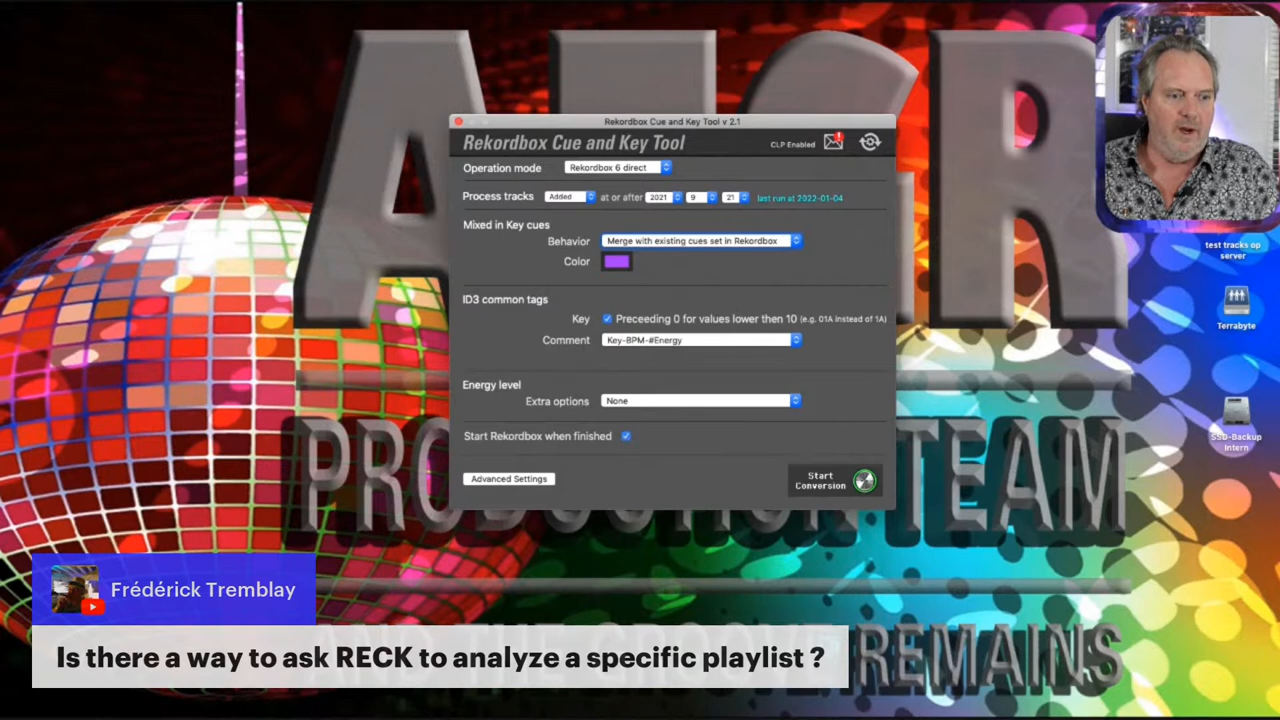 ATGR
Rekordbox Cue and Key Tool v 2.1
Rekordbox Cue and Key Tool
CLP Enabled
Operation mode Rekordbox 6 direct
Process tracks Added at or after 2021 9 21 last run at 2022-01-04
Mixed in Key cues
Behavior Merge with existing cues set in Rekordbox
Color
ID3 common tags
Key Preceeding 0 for values lower then 10 (e.g. 01A instead of 1A)
Comment Key-BPM-#Energy
Energy level
Extra options None
Start Rekordbox when finished
Advanced Settings
Start
Conversion
test tracks op
server
Terrabyte
SSD-Backup
Intern
PRODUCTION TEAM
AND THE GROOVE REMAINS
Frédérick Tremblay
Is there a way to ask RECK to analyze a specific playlist ?